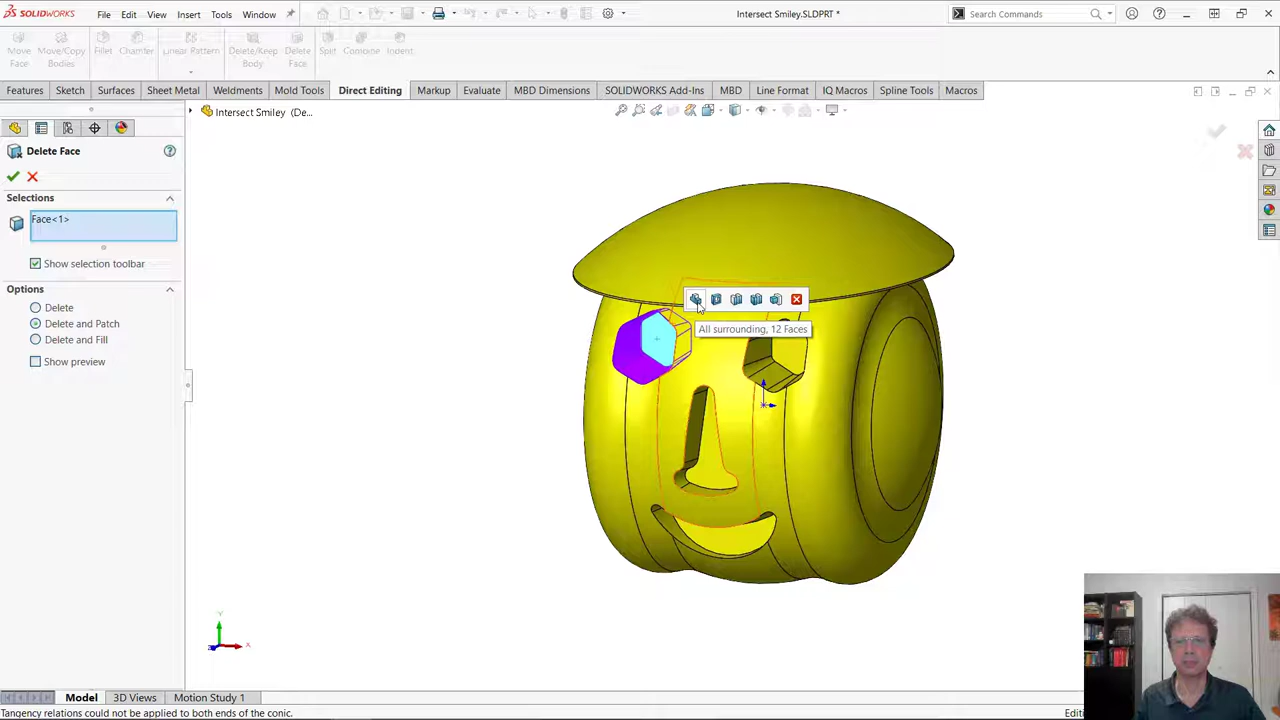 SOLIDWORKS File Edit View Insert Tools Window Intersect Smiley.SLDPRT * Search Commands
Move Face Move/Copy Bodies Fillet Chamfer Linear Pattern Delete/Keep Body Delete Face Split Combine Indent
Features Sketch Surfaces Sheet Metal Weldments Mold Tools Direct Editing Markup Evaluate MBD Dimensions SOLIDWORKS Add-Ins MBD Line Format IQ Macros Spline Tools Macros
Intersect Smiley (De...
Delete Face
Selections
Face<1>
Show selection toolbar
Options
Delete
Delete and Patch
Delete and Fill
Show preview
All surrounding, 12 Faces
Y
X
Z
Model 3D Views Motion Study 1
Tangency relations could not be applied to both ends of the conic. Editi